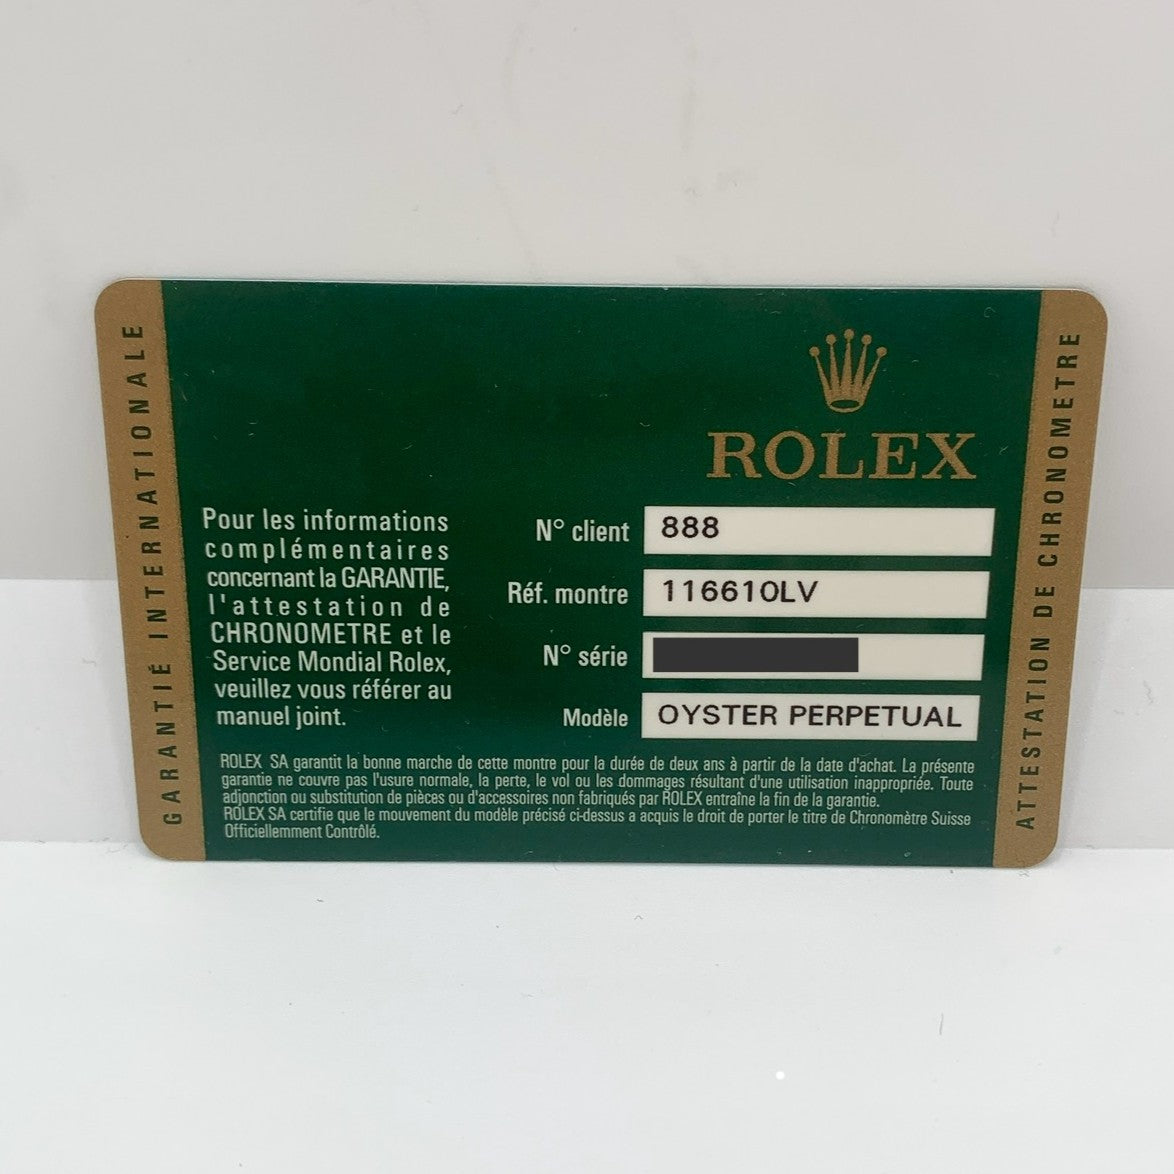 GARANTIÉ INTERNATIONALE
ROLEX
Pour les informations
complémentaires
concernant la GARANTIE,
l'attestation de
CHRONOMETRE et le
Service Mondial Rolex,
veuillez vous référer au
manuel joint.
N° client 888
Réf. montre 116610LV
N° série
Modèle OYSTER PERPETUAL
ROLEX SA garantit la bonne marche de cette montre pour la durée de deux ans à partir de la date d'achat. La présente
garantie ne couvre pas l'usure normale, la perte, le vol ou les dommages résultant d'une utilisation inappropriée. Toute
adjonction ou substitution de pièces ou d'accessoires non fabriqués par ROLEX entraîne la fin de la garantie.
ROLEX SA certifie que le mouvement du modèle précisé ci-dessus a acquis le droit de porter le titre de Chronomètre Suisse
Officiellemment Contrôlé.
ATTESTATION DE CHRONOMETRE